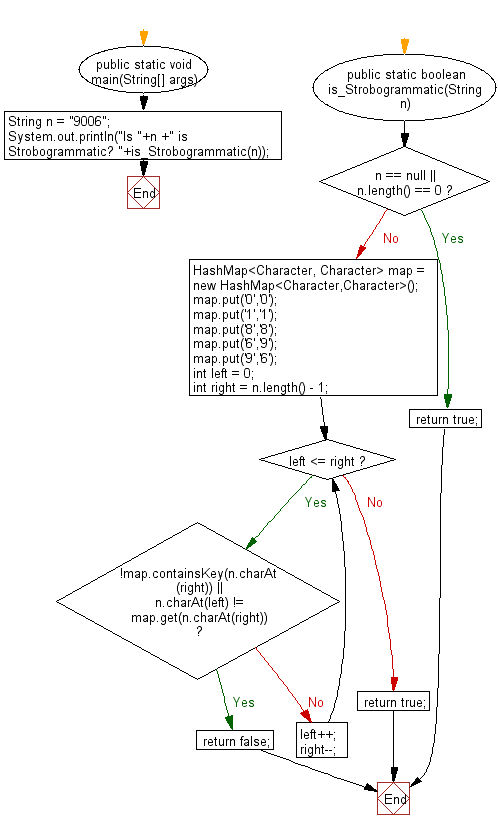 public static void
main(String[] args)
String n = "9006";
System.out.println("Is "+n +" is
Strobogrammatic? "+is_Strobogrammatic(n));
End
public static boolean
is_Strobogrammatic(String
n)
n == null ||
n.length() == 0 ?
No
Yes
HashMap<Character, Character> map =
new HashMap<Character,Character>();
map.put('0','0');
map.put('1','1');
map.put('8','8');
map.put('6','9');
map.put('9','6');
int left = 0;
int right = n.length() - 1;
return true;
left <= right ?
Yes
No
!map.containsKey(n.charAt
(right)) ||
n.charAt(left) !=
map.get(n.charAt(right))
?
Yes
No
return true;
return false;
left++;
right--;
End